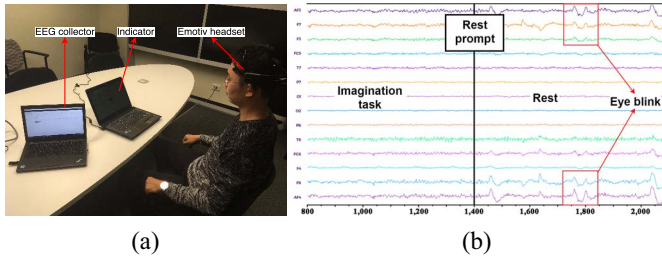 EEG collector
Indicator
Emotiv headset
(a)
AF3
F7
F3
FC5
T7
P7
O1
O2
P8
T8
FC6
F4
F8
AF4
Rest
prompt
Imagination
task
Rest
Eye blink
800
1,000
1,200
1,400
1,600
1,800
2,000
(b)